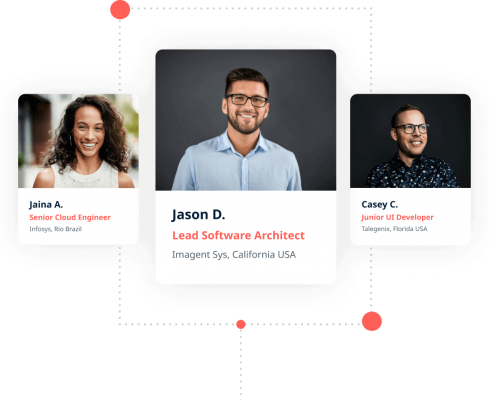 Jaina A.
Senior Cloud Engineer
Infosys, Rio Brazil
Jason D.
Lead Software Architect
Imagent Sys, California USA
Casey C.
Junior UI Developer
Talegenix, Florida USA